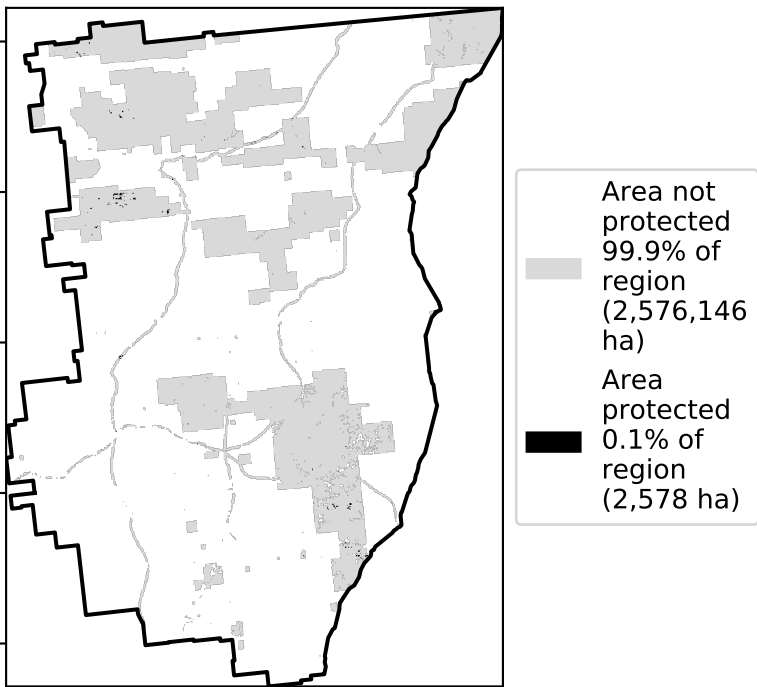 Area not
protected
99.9% of
region
(2,576,146
ha)
Area
protected
0.1% of
region
(2,578 ha)